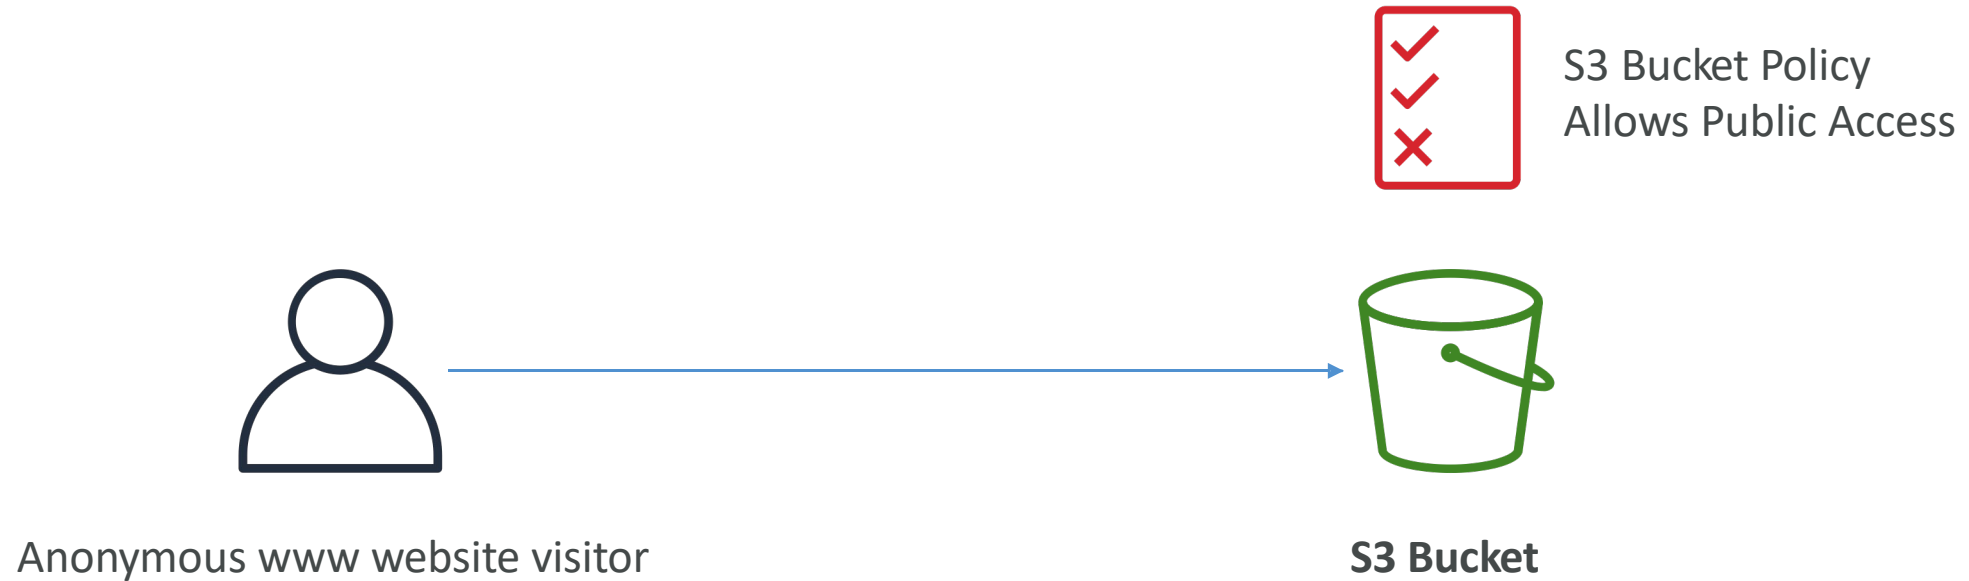 S3 Bucket Policy
Allows Public Access
Anonymous www website visitor
S3 Bucket